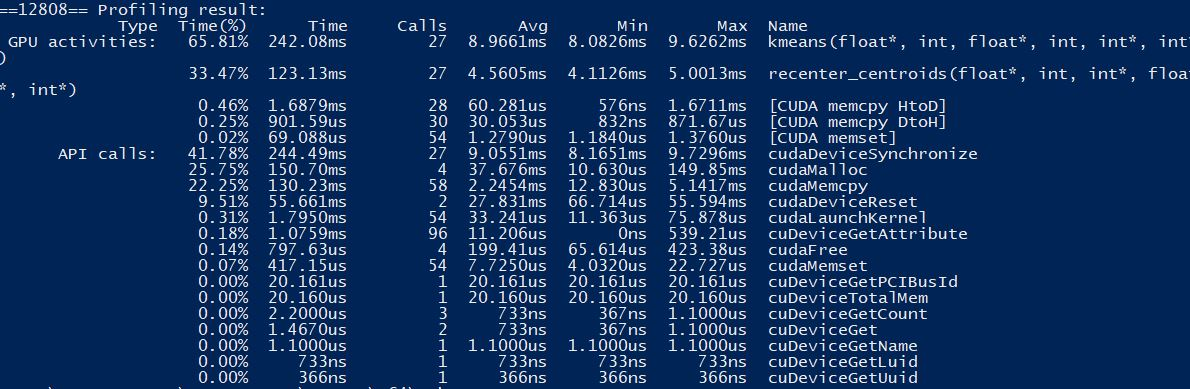 ==12808== Profiling result:
Type Time(%) Time Calls Avg Min Max Name
GPU activities: 65.81% 242.08ms 27 8.9661ms 8.0826ms 9.6262ms kmeans(float*, int, float*, int, int*, int*
)
33.47% 123.13ms 27 4.5605ms 4.1126ms 5.0013ms recenter_centroids(float*, int, int*, float
*, int*)
0.46% 1.6879ms 28 60.281us 576ns 1.6711ms [CUDA memcpy HtoD]
0.25% 901.59us 30 30.053us 832ns 871.67us [CUDA memcpy DtoH]
0.02% 69.088us 54 1.2790us 1.1840us 1.3760us [CUDA memset]
API calls: 41.78% 244.49ms 27 9.0551ms 8.1651ms 9.7296ms cudaDeviceSynchronize
25.75% 150.70ms 4 37.676ms 10.630us 149.85ms cudaMalloc
22.25% 130.23ms 58 2.2454ms 12.830us 5.1417ms cudaMemcpy
9.51% 55.661ms 2 27.831ms 66.714us 55.594ms cudaDeviceReset
0.31% 1.7950ms 54 33.241us 11.363us 75.878us cudaLaunchKernel
0.18% 1.0759ms 96 11.206us 0ns 539.21us cuDeviceGetAttribute
0.14% 797.63us 4 199.41us 65.614us 423.38us cudaFree
0.07% 417.15us 54 7.7250us 4.0320us 22.727us cudaMemset
0.00% 20.161us 1 20.161us 20.161us 20.161us cuDeviceGetPCIBusId
0.00% 20.160us 1 20.160us 20.160us 20.160us cuDeviceTotalMem
0.00% 2.2000us 3 733ns 367ns 1.1000us cuDeviceGetCount
0.00% 1.4670us 2 733ns 367ns 1.1000us cuDeviceGet
0.00% 1.1000us 1 1.1000us 1.1000us 1.1000us cuDeviceGetName
0.00% 733ns 1 733ns 733ns 733ns cuDeviceGetLuid
0.00% 366ns 1 366ns 366ns 366ns cuDeviceGetUuid